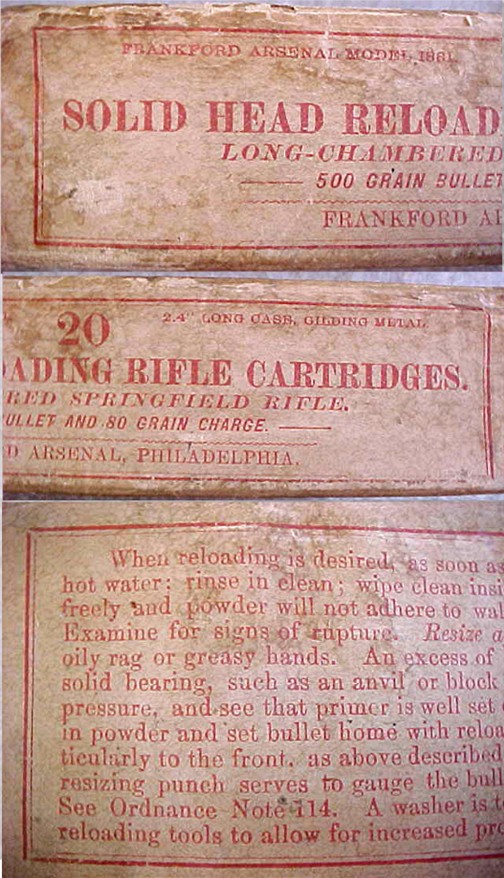 FRANKFORD ARSENAL MODEL 1881
SOLID HEAD RELOAD
LONG-CHAMBERED
500 GRAIN BULLET
FRANKFORD A
20 2.4" LONG CASE, GILDING METAL
ADING RIFLE CARTRIDGES.
RED SPRINGFIELD RIFLE.
ULLET AND 80 GRAIN CHARGE.
D ARSENAL, PHILADELPHIA.
When reloading is desired, as soon as
hot water: rinse in clean; wipe clean insi
freely and powder will not adhere to wa
Examine for signs of rupture. Resize a
oily rag or greasy hands. An excess of
solid bearing, such as an anvil or block
pressure, and see that primer is well set
in powder and set bullet home with reloa
ticularly to the front, as above described
resizing punch serves to gauge the bull
See Ordnance Note 114. A washer is
reloading tools to allow for increased pro